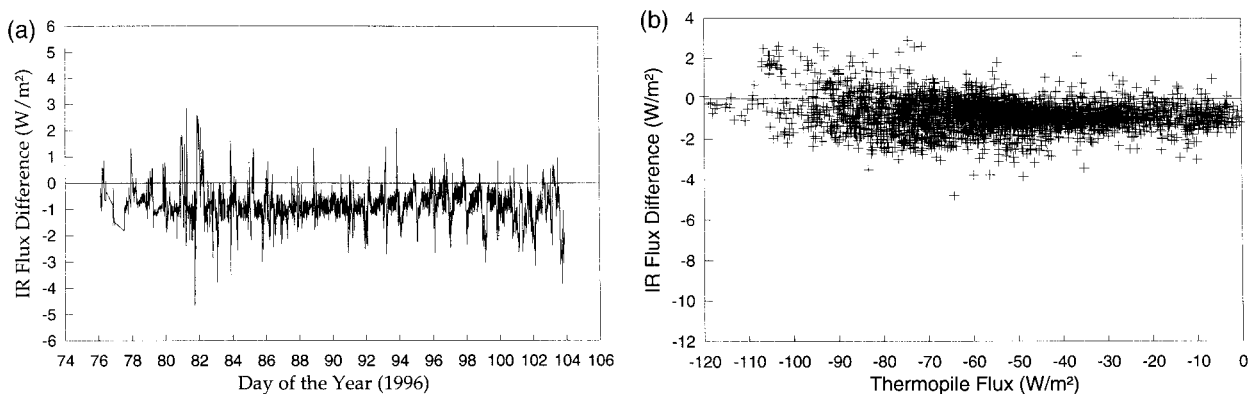 (a)
IR Flux Difference (W/m²)
6
5
4
3
2
1
0
-1
-2
-3
-4
-5
-6
74 76 78 80 82 84 86 88 90 92 94 96 98 100 102 104 106
Day of the Year (1996)
(b)
IR Flux Difference (W/m²)
4
2
0
-2
-4
-6
-8
-10
-12
-120 -110 -100 -90 -80 -70 -60 -50 -40 -30 -20 -10 0
Thermopile Flux (W/m²)